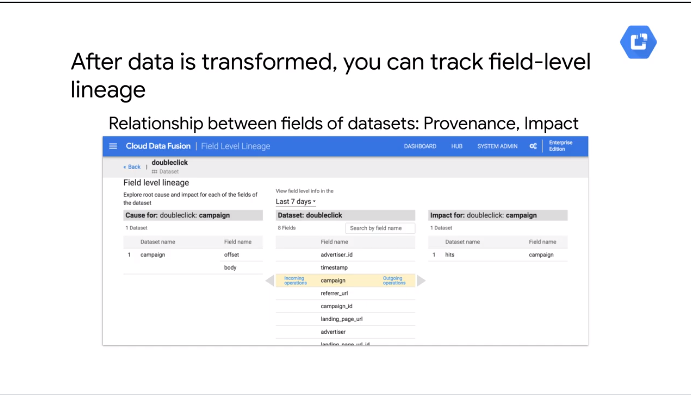 After data is transformed, you can track field-level
lineage
Relationship between fields of datasets: Provenance, Impact
Cloud Data Fusion | Field Level Lineage
DASHBOARD HUB SYSTEM ADMIN Enterprise
Edition
« Back | doubleclick
Dataset
Field level lineage
Explore root cause and impact for each of the fields of
the dataset
View field level info in the
Last 7 days
Cause for: doubleclick: campaign
1 Dataset
Dataset name Field name
1 campaign offset
body
Dataset: doubleclick
8 Fields Search by field name
Field name
advertiser_id
timestamp
Incoming
operations
campaign
Outgoing
operations
referrer_url
campaign_id
landing_page_url
advertiser
landing_page_url_id
Impact for: doubleclick: campaign
1 Dataset
Dataset name Field name
1 hits campaign